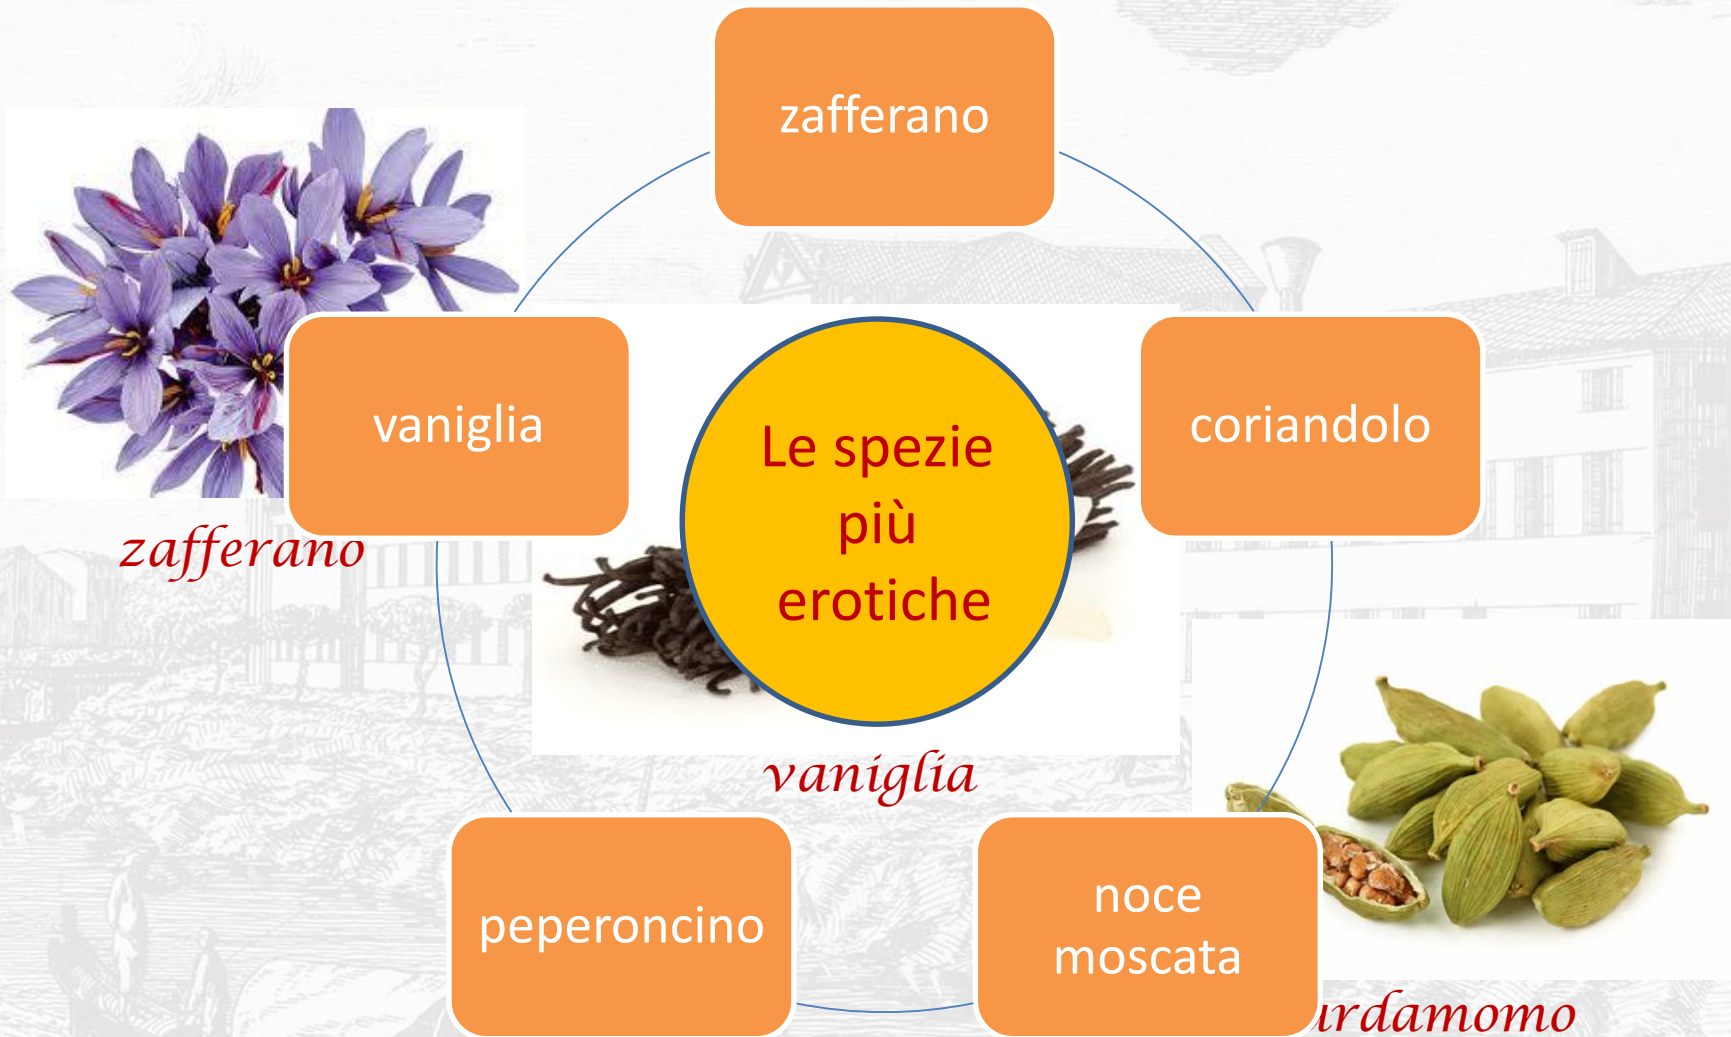 zafferano
vaniglia
coriandolo
Le spezie
più
erotiche
zafferano
vaniglia
peperoncino
noce
moscata